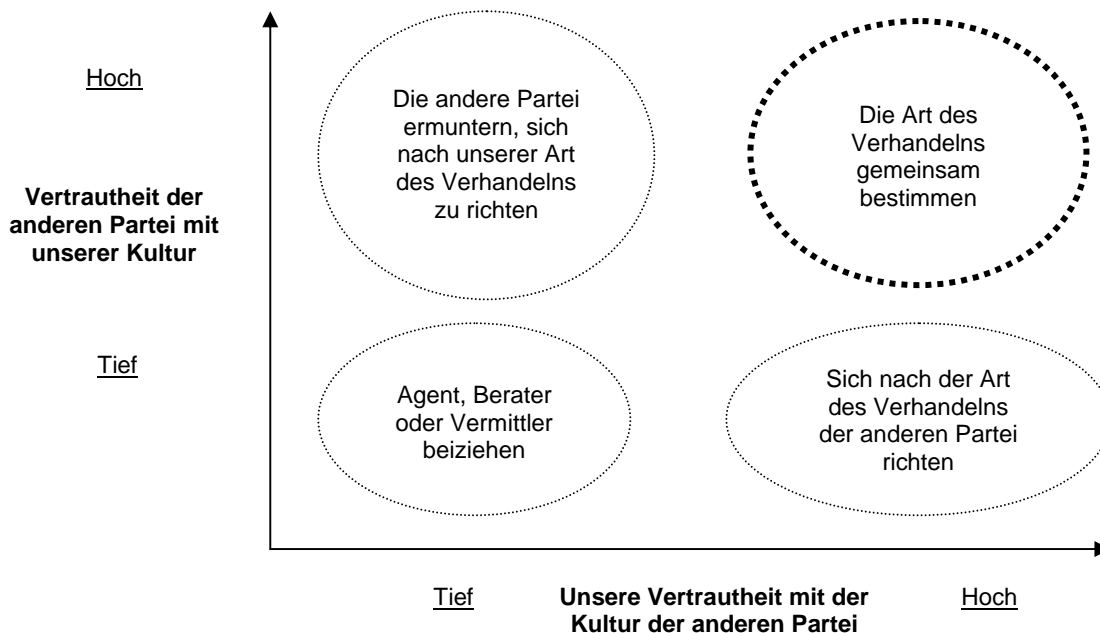 Hoch
Die andere Partei
ermuntern, sich
nach unserer Art
des Verhandelns
zu richten
Die Art des
Verhandelns
gemeinsam
bestimmen
Vertrautheit der
anderen Partei mit
unserer Kultur
Tief
Agent, Berater
oder Vermittler
beiziehen
Sich nach der Art
des Verhandelns
der anderen Partei
richten
Tief
Unsere Vertrautheit mit der
Kultur der anderen Partei
Hoch